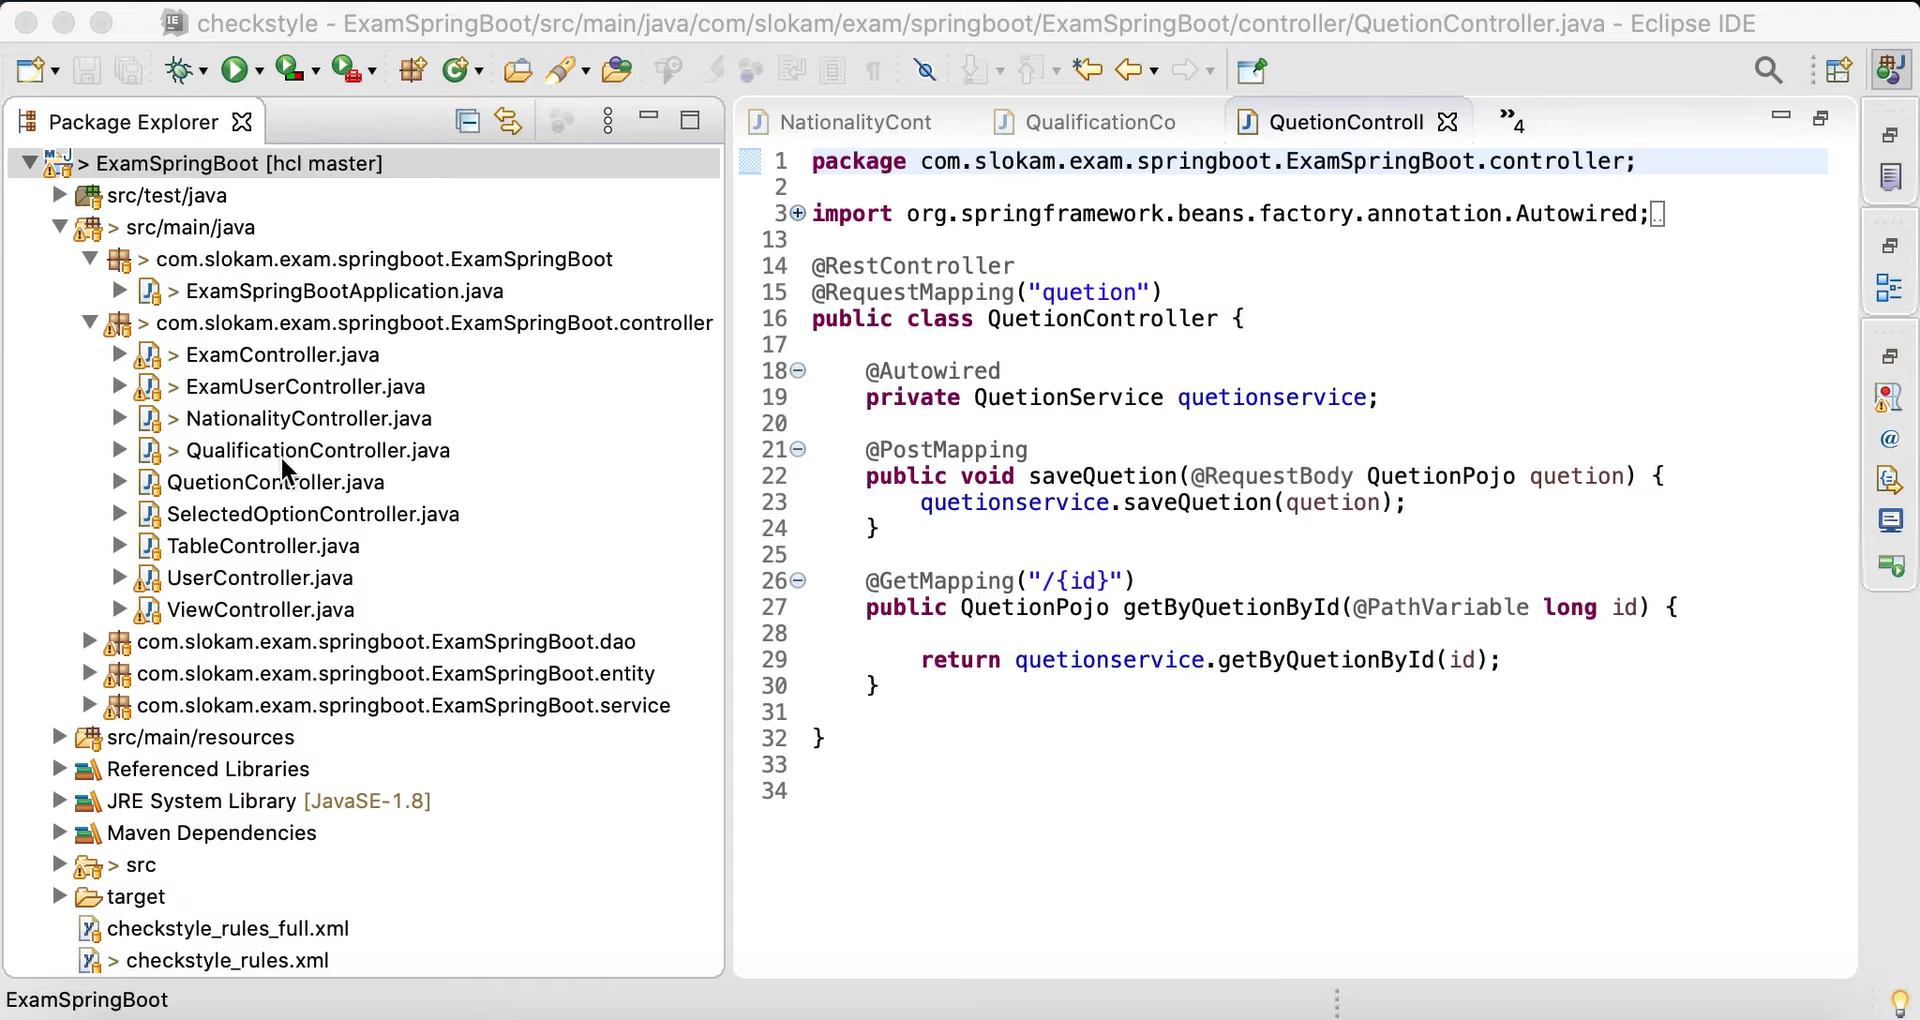 checkstyle - ExamSpringBoot/src/main/java/com/slokam/exam/springboot/ExamSpringBoot/controller/QuetionController.java - Eclipse IDE
Package Explorer
> ExamSpringBoot [hcl master]
src/test/java
> src/main/java
> com.slokam.exam.springboot.ExamSpringBoot
> ExamSpringBootApplication.java
> com.slokam.exam.springboot.ExamSpringBoot.controller
> ExamController.java
> ExamUserController.java
> NationalityController.java
> QualificationController.java
QuetionController.java
SelectedOptionController.java
TableController.java
UserController.java
ViewController.java
com.slokam.exam.springboot.ExamSpringBoot.dao
com.slokam.exam.springboot.ExamSpringBoot.entity
com.slokam.exam.springboot.ExamSpringBoot.service
src/main/resources
Referenced Libraries
JRE System Library [JavaSE-1.8]
Maven Dependencies
> src
target
checkstyle_rules_full.xml
> checkstyle_rules.xml
NationalityCont QualificationCo QuetionControll »4
1 package com.slokam.exam.springboot.ExamSpringBoot.controller;
2
3 import org.springframework.beans.factory.annotation.Autowired;
13
14 @RestController
15 @RequestMapping("quetion")
16 public class QuetionController {
17
18 @Autowired
19 private QuetionService quetionservice;
20
21 @PostMapping
22 public void saveQuetion(@RequestBody QuetionPojo quetion) {
23 quetionservice.saveQuetion(quetion);
24 }
25
26 @GetMapping("/{id}")
27 public QuetionPojo getByQuetionById(@PathVariable long id) {
28
29 return quetionservice.getByQuetionById(id);
30 }
31
32 }
33
34
ExamSpringBoot